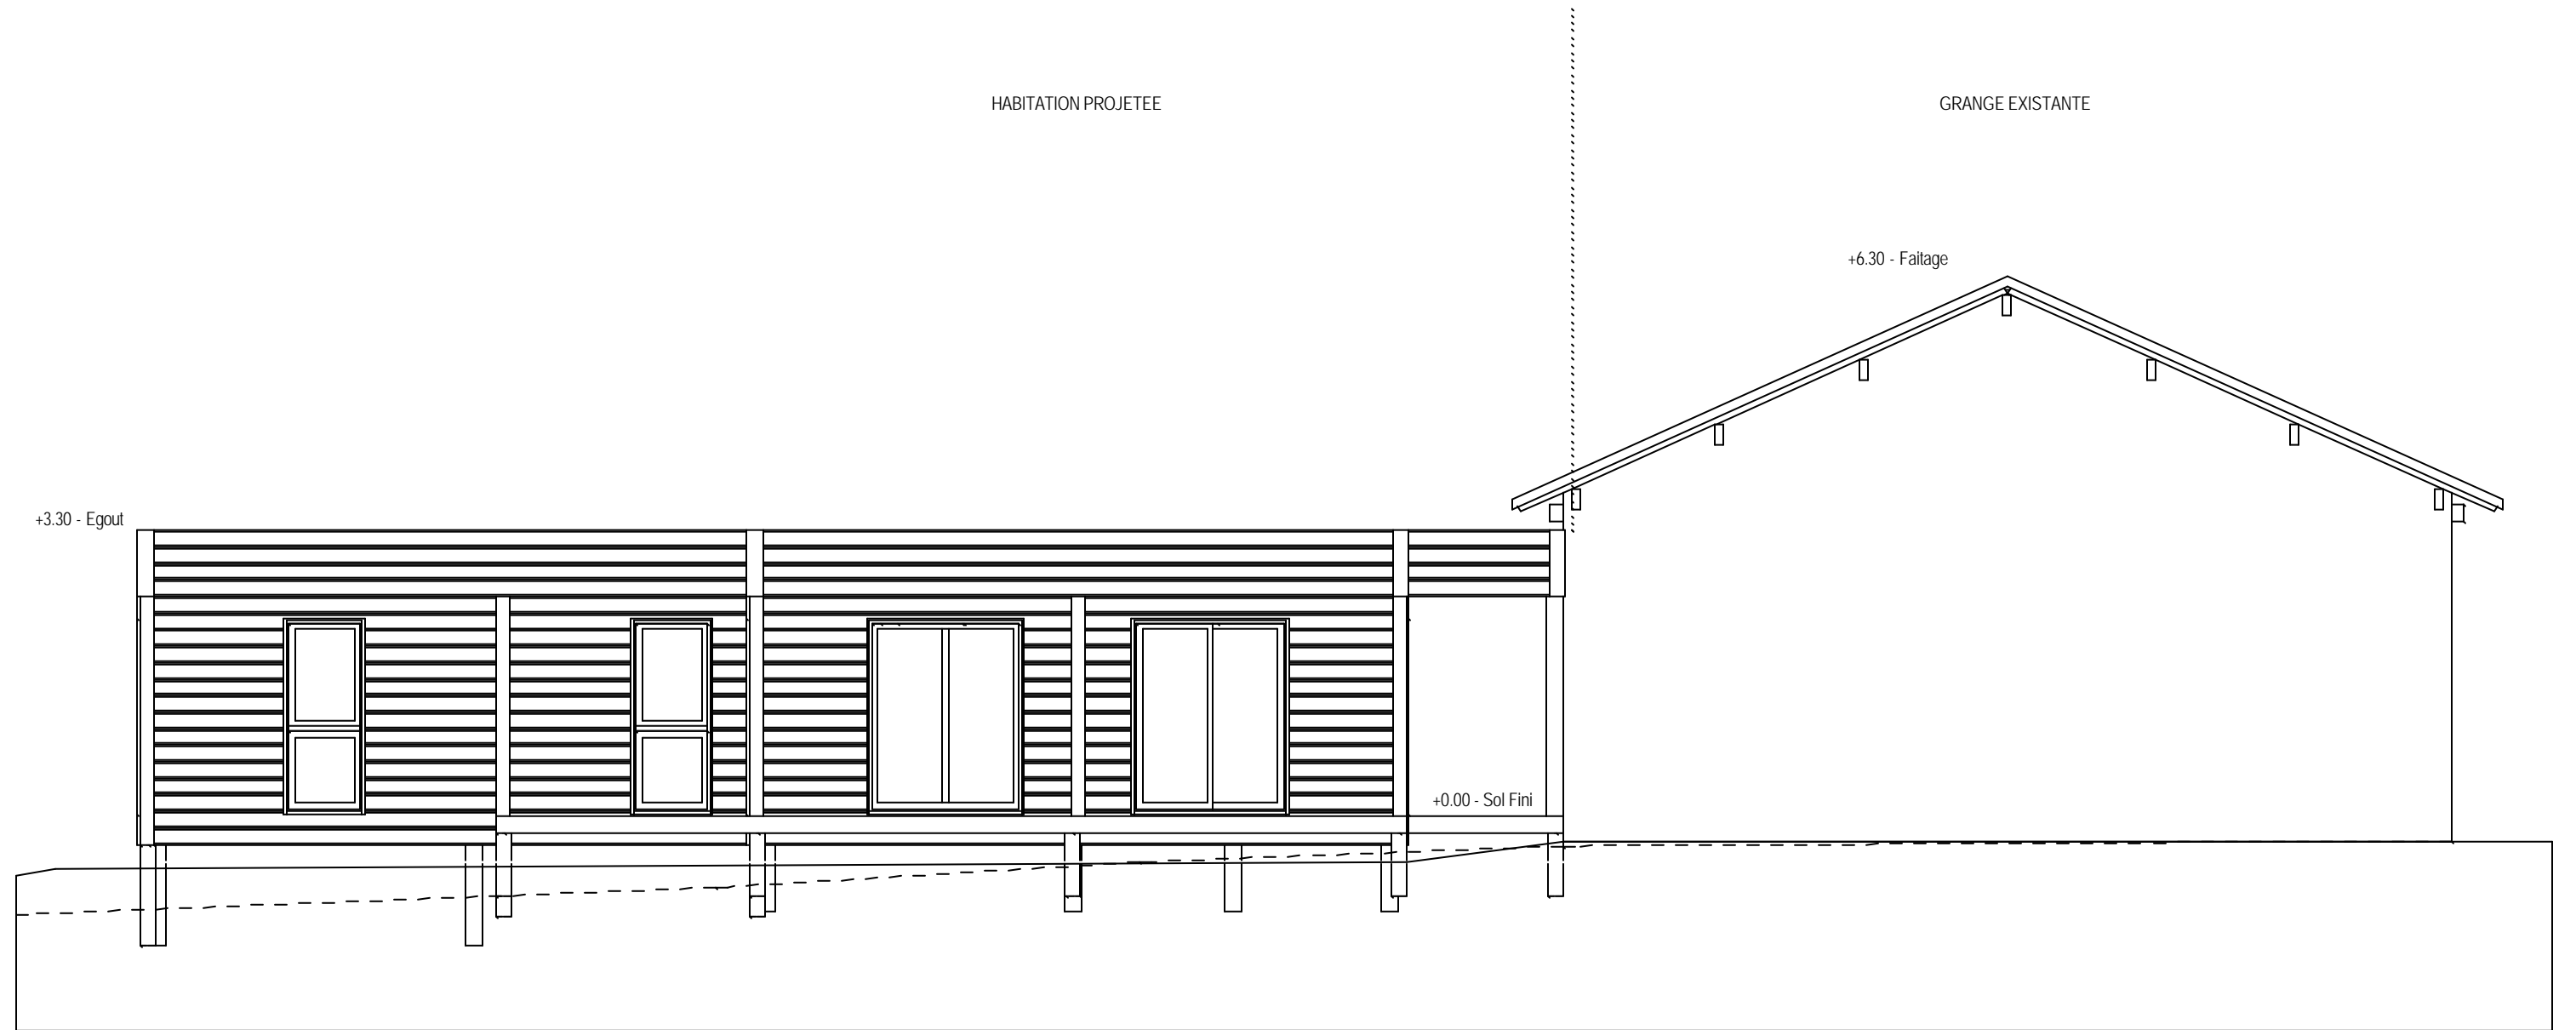 HABITATION PROJETEE
GRANGE EXISTANTE
+6.30 - Faitage
+3.30 - Egout
+0.00 - Sol Fini